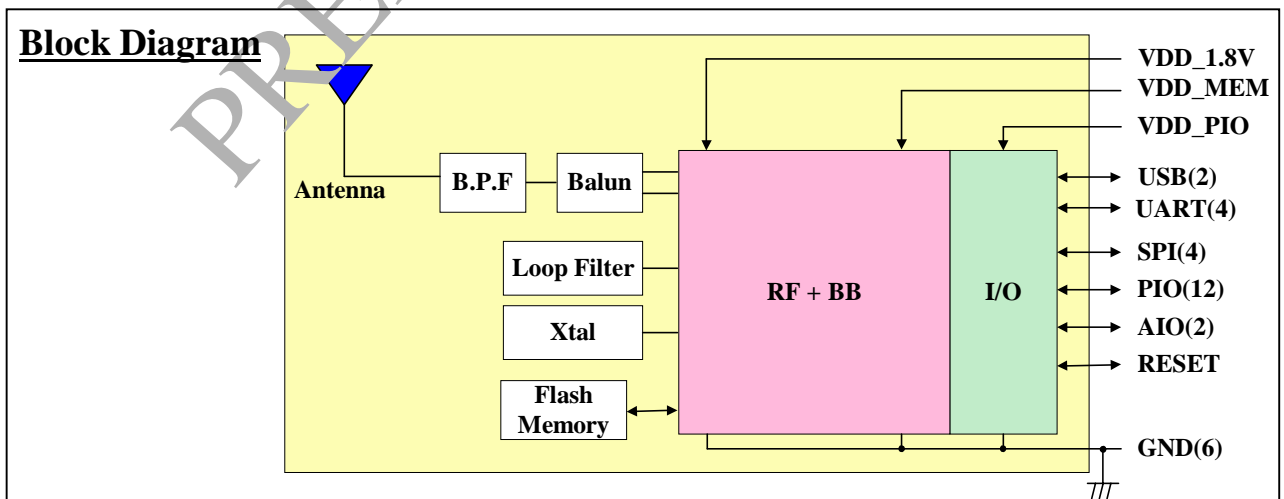 Block Diagram
PRE
VDD_1.8V
VDD_MEM
VDD_PIO
Antenna
B.P.F
Balun
Loop Filter
Xtal
Flash
Memory
RF + BB
I/O
USB(2)
UART(4)
SPI(4)
PIO(12)
AIO(2)
RESET
GND(6)